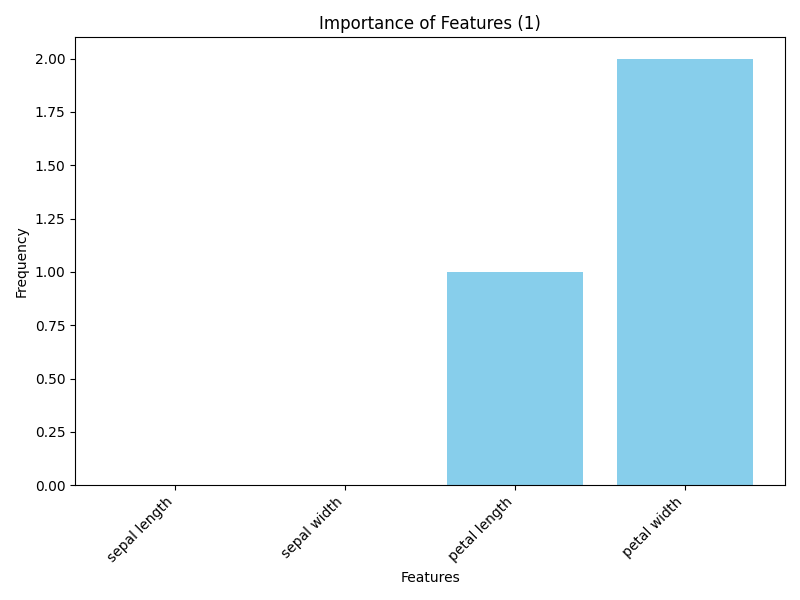 Importance of Features (1)
2.00
1.75
1.50
1.25
1.00
0.75
0.50
0.25
0.00
Frequency
sepal length
sepal width
petal length
petal width
Features